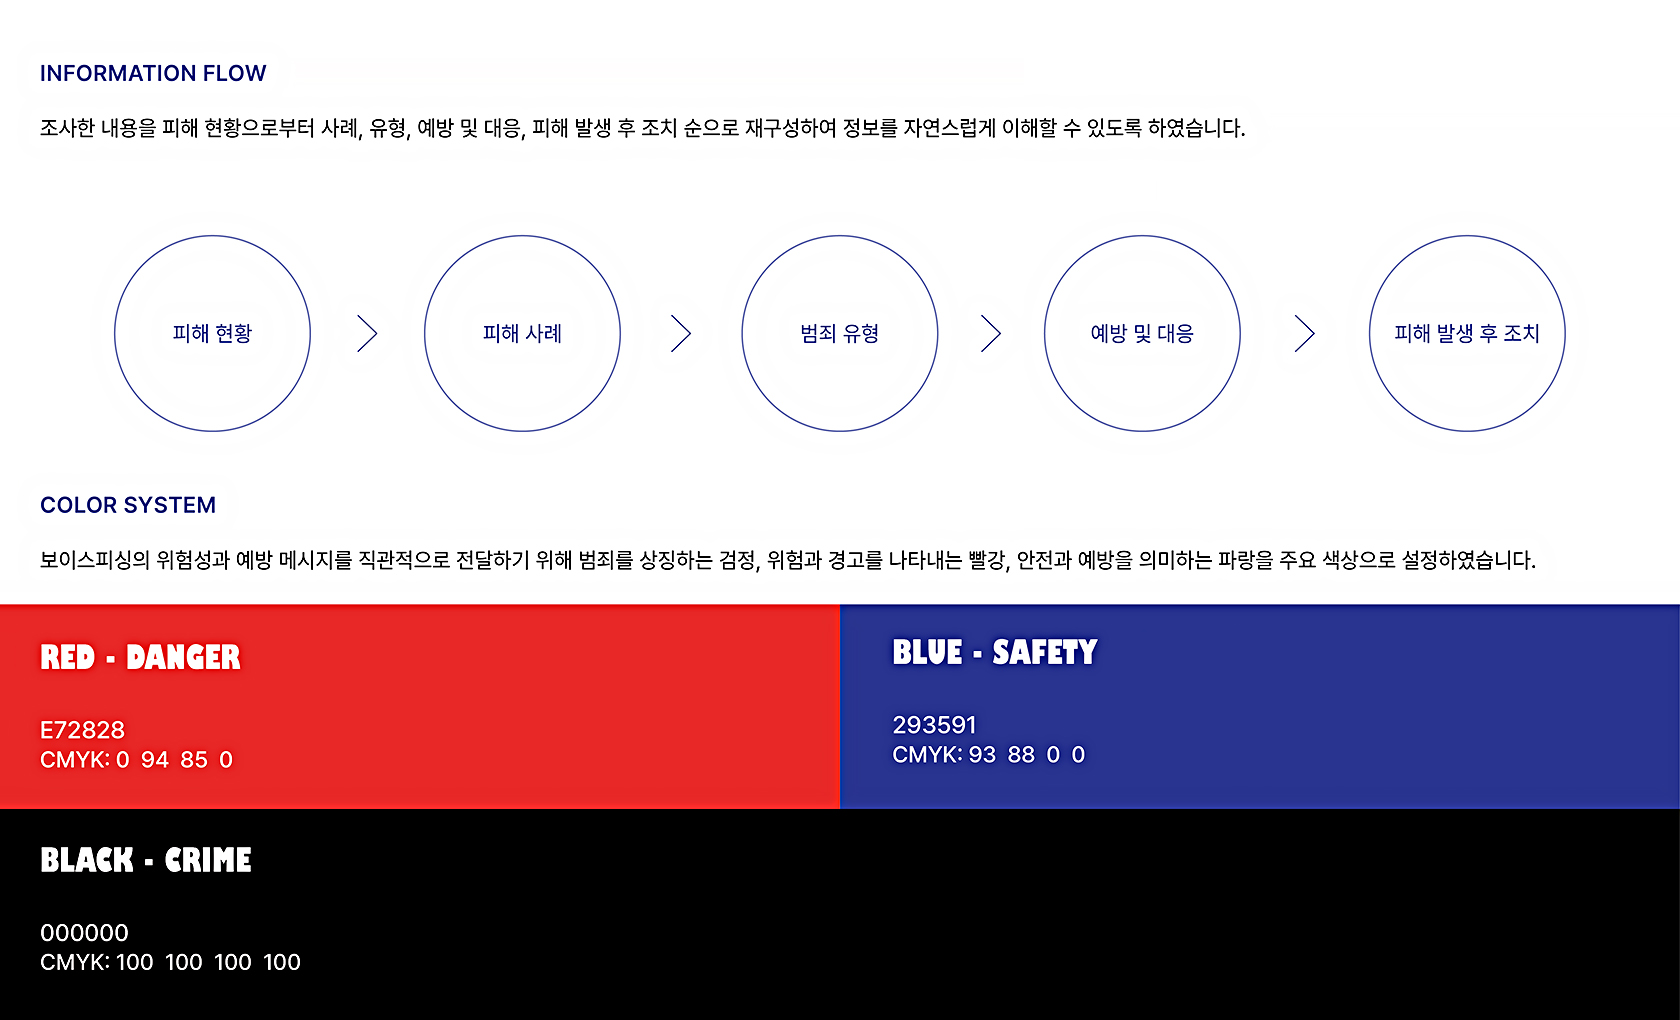 INFORMATION FLOW
조사한 내용을 피해 현황으로부터 사례, 유형, 예방 및 대응, 피해 발생 후 조치 순으로 재구성하여 정보를 자연스럽게 이해할 수 있도록 하였습니다.
피해 현황
피해 사례
범죄 유형
예방 및 대응
피해 발생 후 조치
COLOR SYSTEM
보이스피싱의 위험성과 예방 메시지를 직관적으로 전달하기 위해 범죄를 상징하는 검정, 위험과 경고를 나타내는 빨강, 안전과 예방을 의미하는 파랑을 주요 색상으로 설정하였습니다.
RED - DANGER
E72828
CMYK: 0 94 85 0
BLUE - SAFETY
293591
CMYK: 93 88 0 0
BLACK - CRIME
000000
CMYK: 100 100 100 100